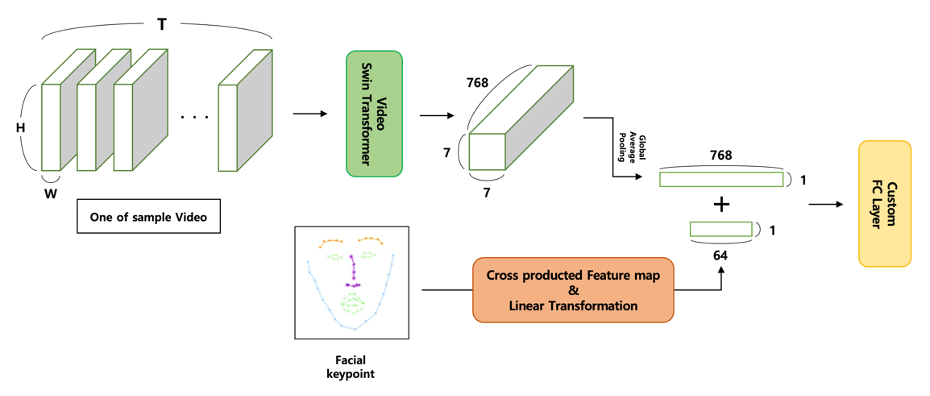 T
H
W
One of sample Video
Video
Swin Transformer
768
7
7
Global
Average
Pooling
768
1
+
1
64
Custom
FC Layer
Cross producted Feature map
&
Linear Transformation
Facial
keypoint